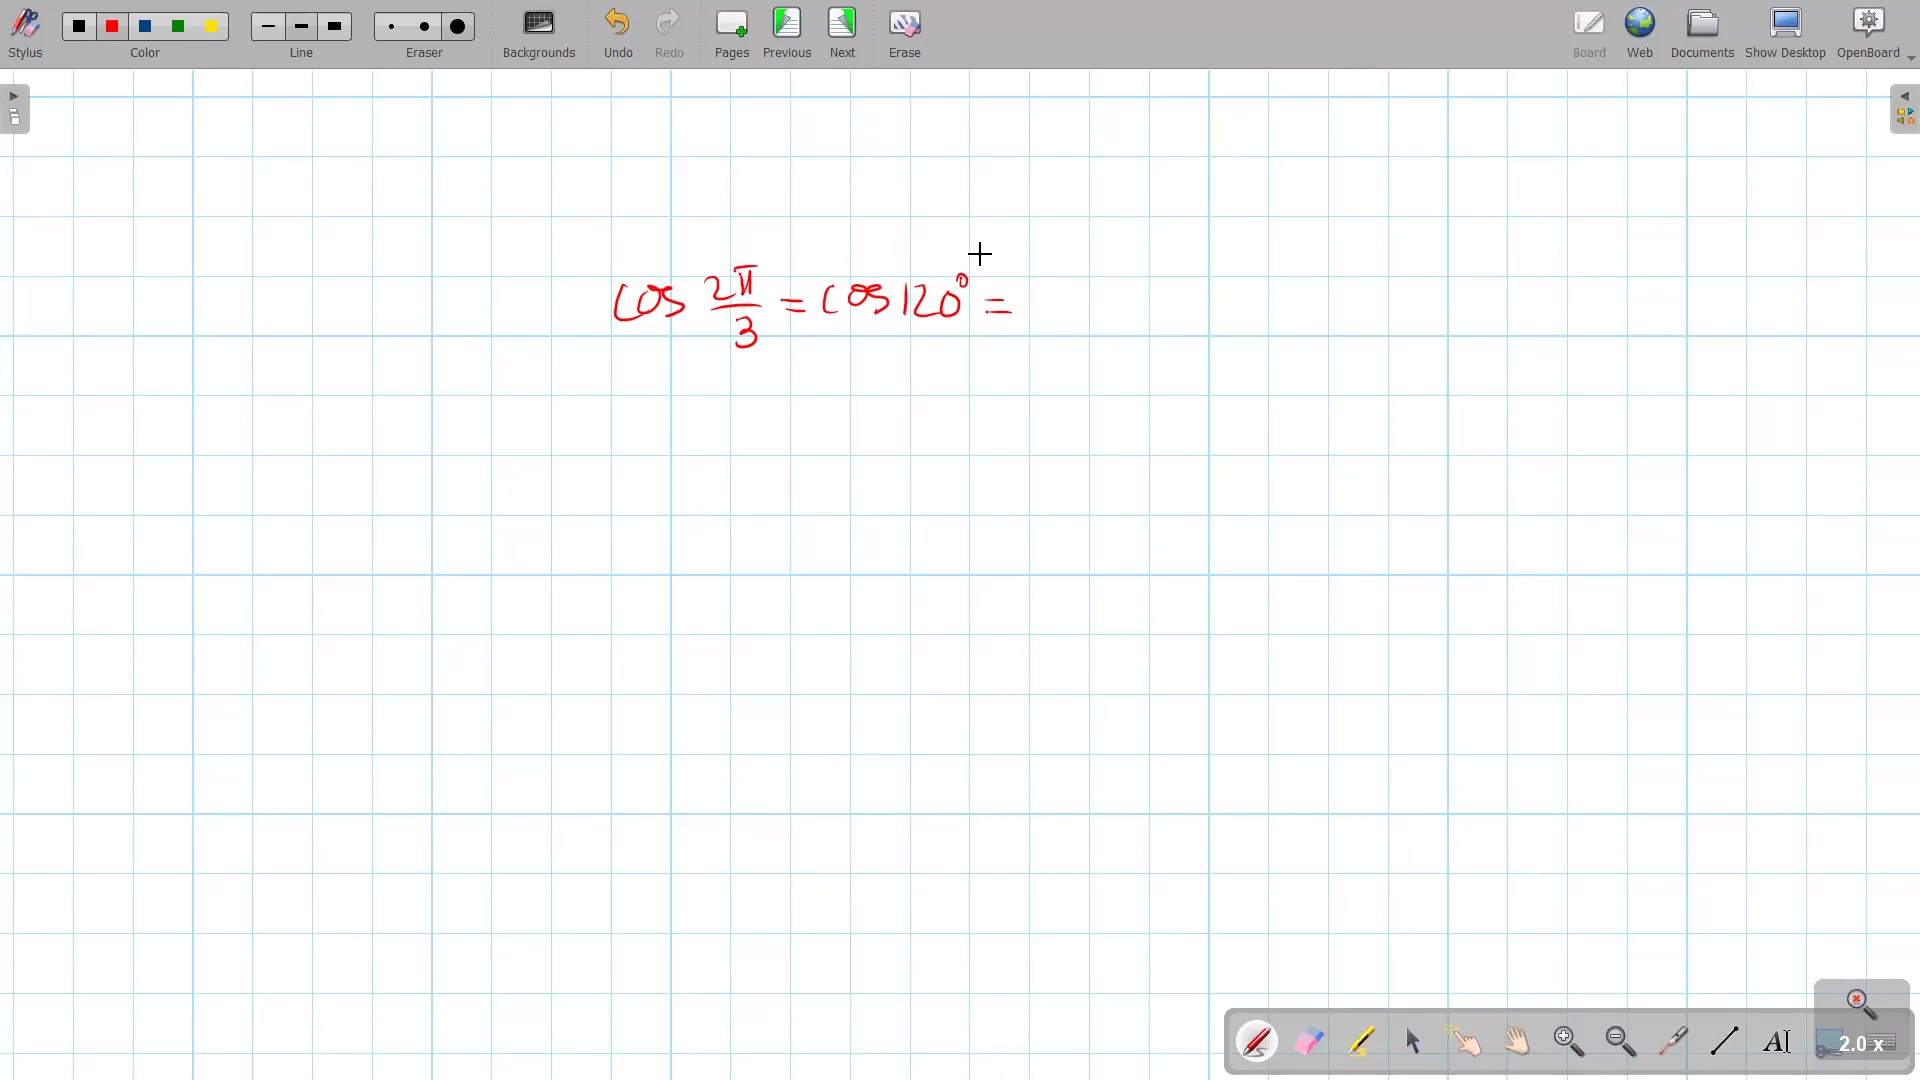 Stylus Color Line Eraser Backgrounds Undo Redo Pages Previous Next Erase Board Web Documents Show Desktop OpenBoard
cos 2π/3 = cos 120° =
2.0 x